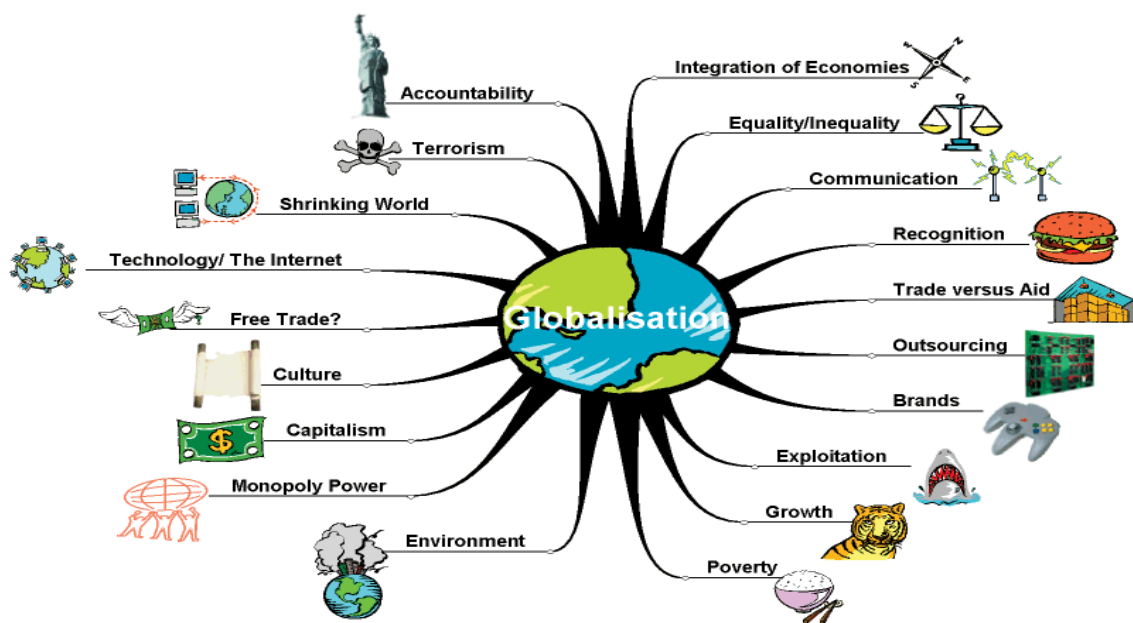 Globalisation
Integration of Economies
Equality/Inequality
Communication
Recognition
Trade versus Aid
Outsourcing
Brands
Exploitation
Growth
Poverty
Environment
Monopoly Power
Capitalism
Culture
Free Trade?
Technology/ The Internet
Shrinking World
Terrorism
Accountability
N
E
S
W
$
$